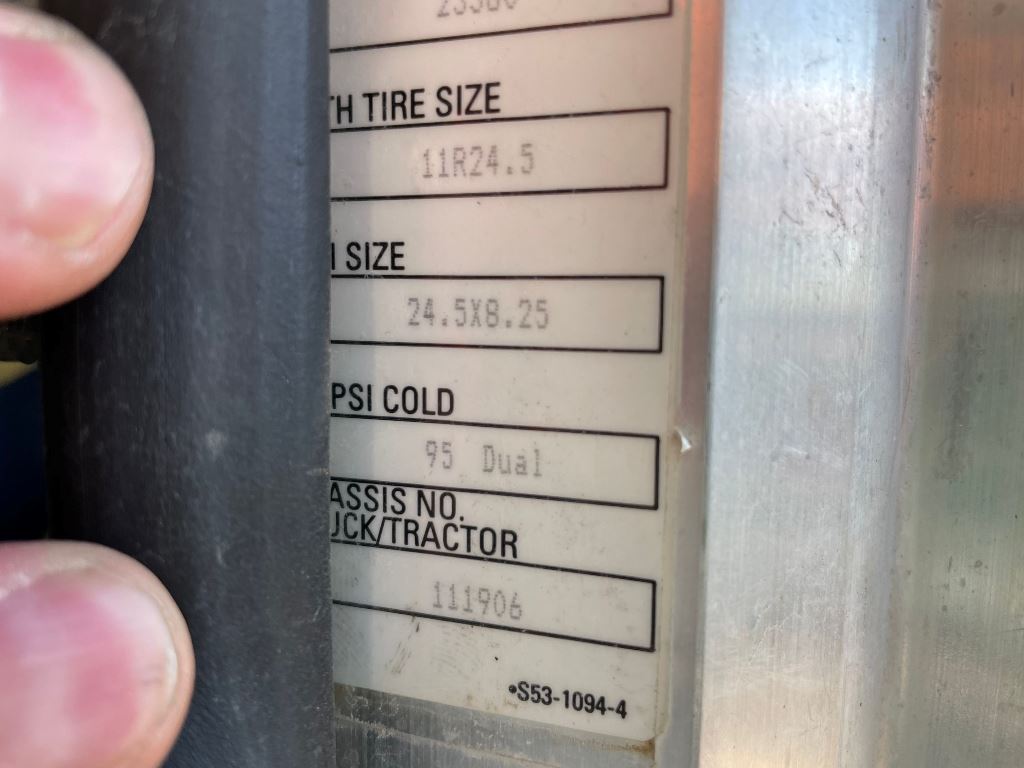 TH TIRE SIZE
11R24.5
SIZE
24.5X8.25
PSI COLD
95 Dual
ASSIS NO.
UCK/TRACTOR
111906
•S53-1094-4